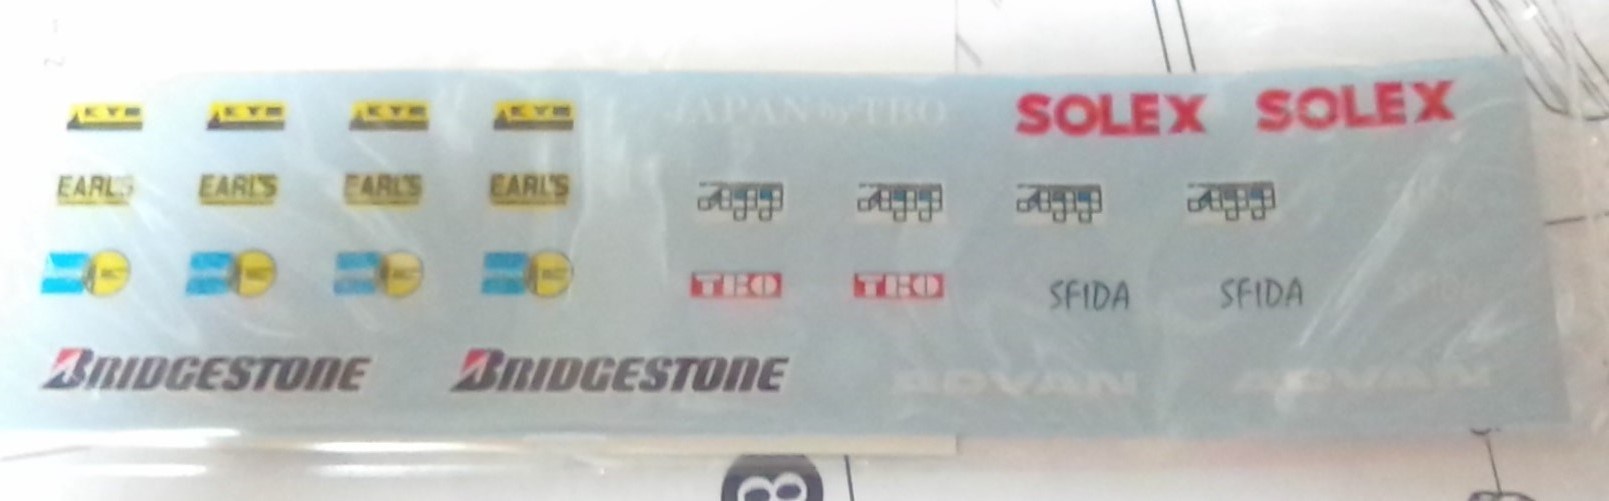 KYB KYB KYB KYB JAPAN by TBO SOLEX SOLEX
EARL'S EARL'S EARL'S EARL'S
TBO TBO SFIDA SFIDA
BRIDGESTONE BRIDGESTONE ADVAN ADVAN
8